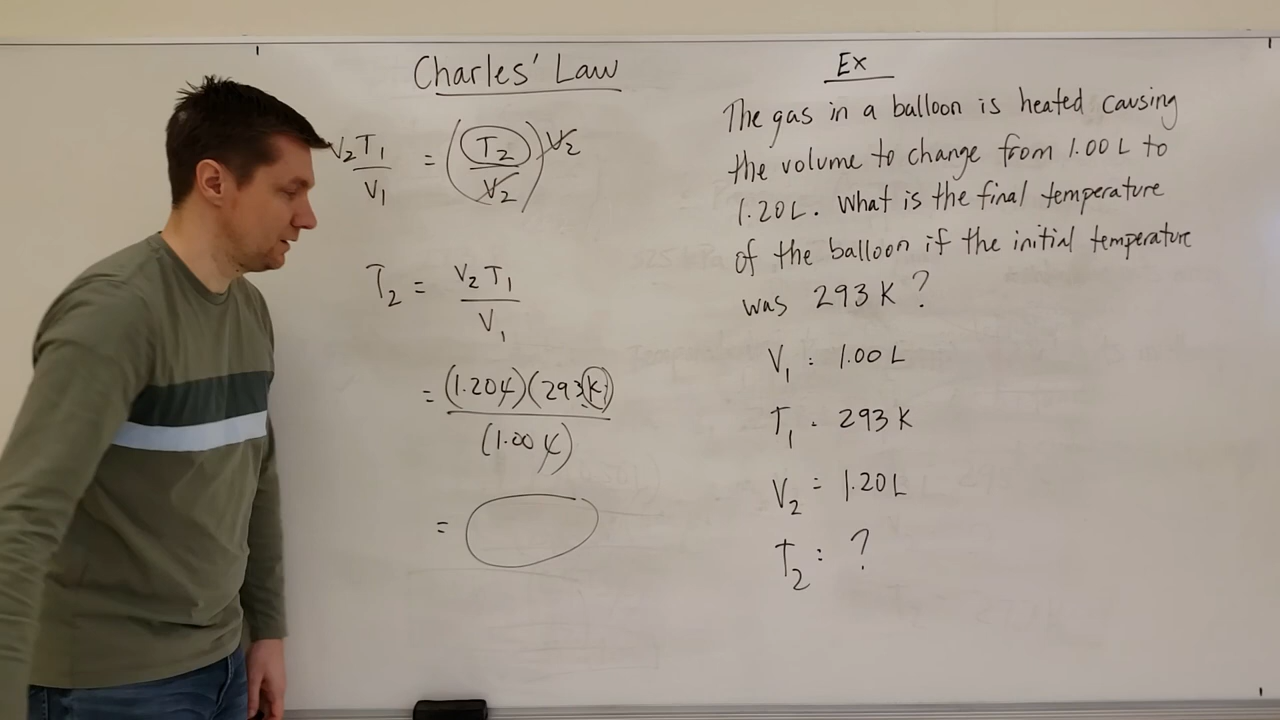 Charles' Law
V₂T₁/V₁ = (T₂/V₂) V₂
T₂ = V₂T₁/V₁
= (1.20L)(293K)/(1.00L)
=
Ex
The gas in a balloon is heated causing
the volume to change from 1.00 L to
1.20L. What is the final temperature
of the balloon if the initial temperature
was 293 K ?
V₁ : 1.00 L
T₁ : 293 K
V₂ : 1.20L
T₂ : ?